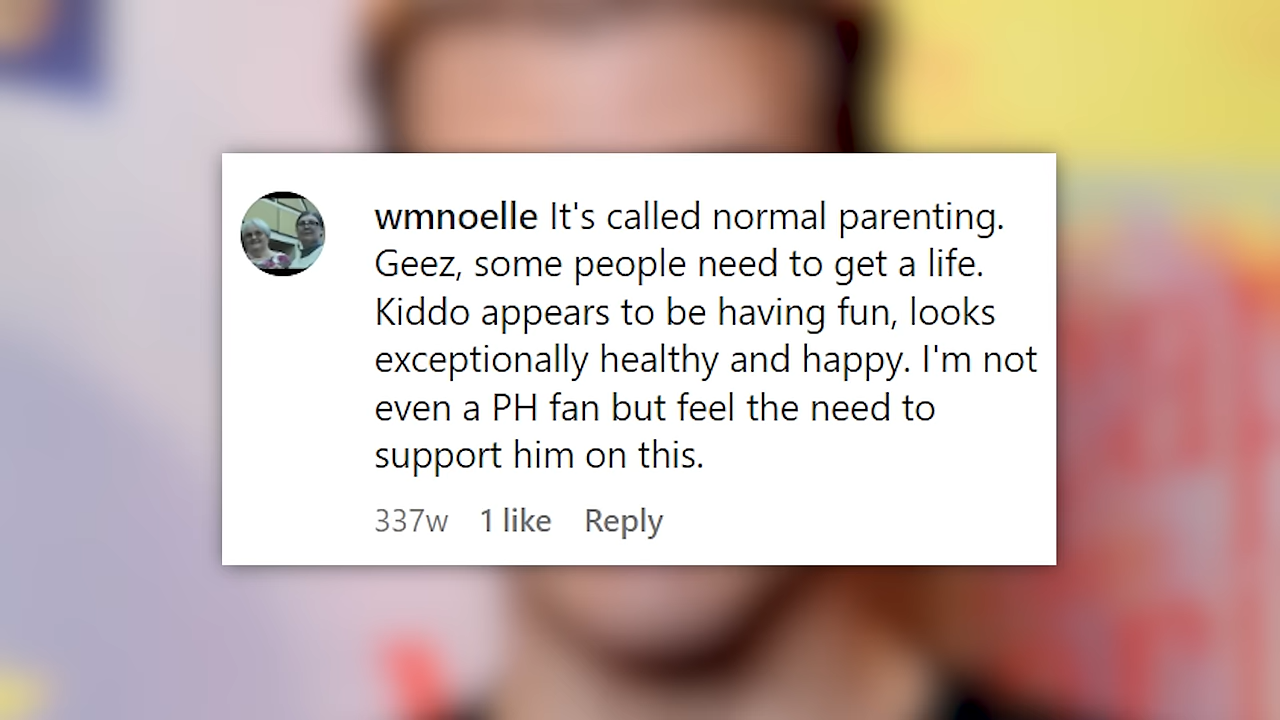 wmnoelle It's called normal parenting.
Geez, some people need to get a life.
Kiddo appears to be having fun, looks
exceptionally healthy and happy. I'm not
even a PH fan but feel the need to
support him on this.
337w 1 like Reply